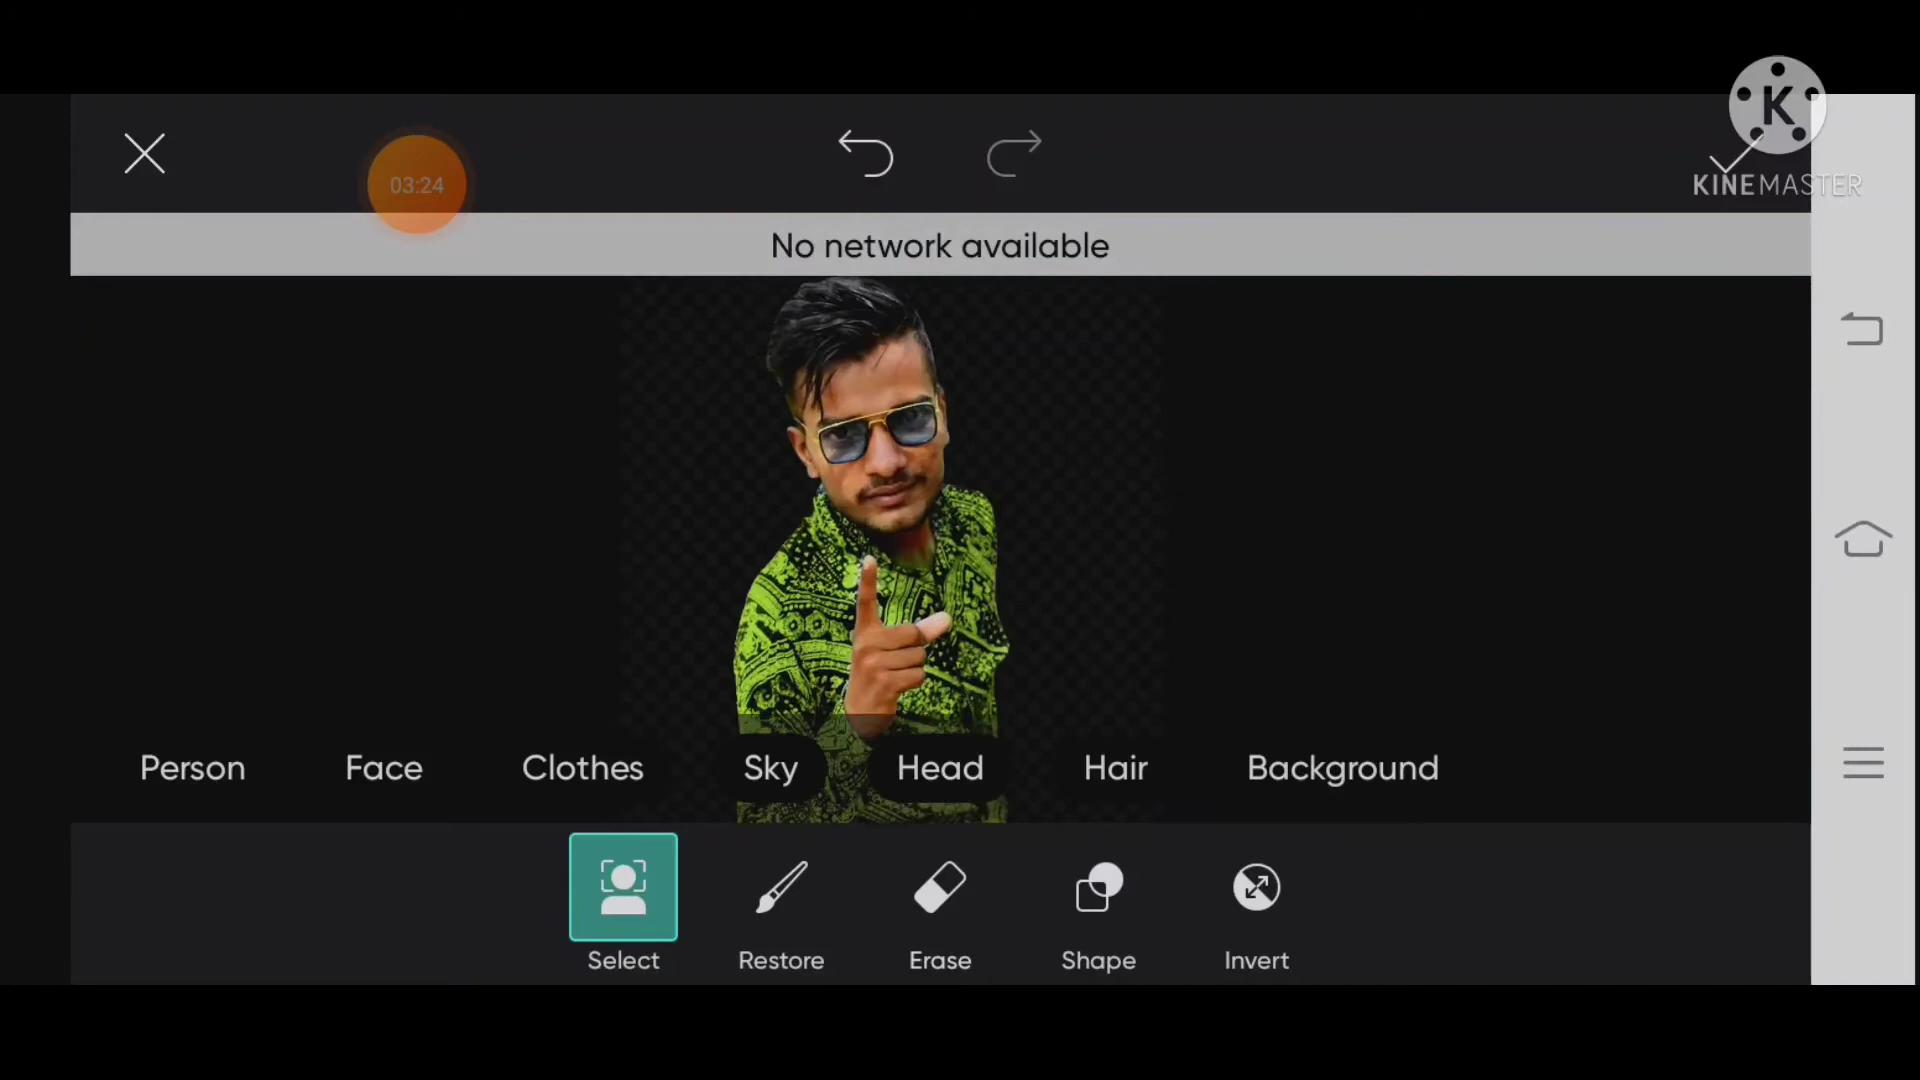 K
KINEMASTER
03:24
No network available
Person Face Clothes Sky Head Hair Background
Select Restore Erase Shape Invert